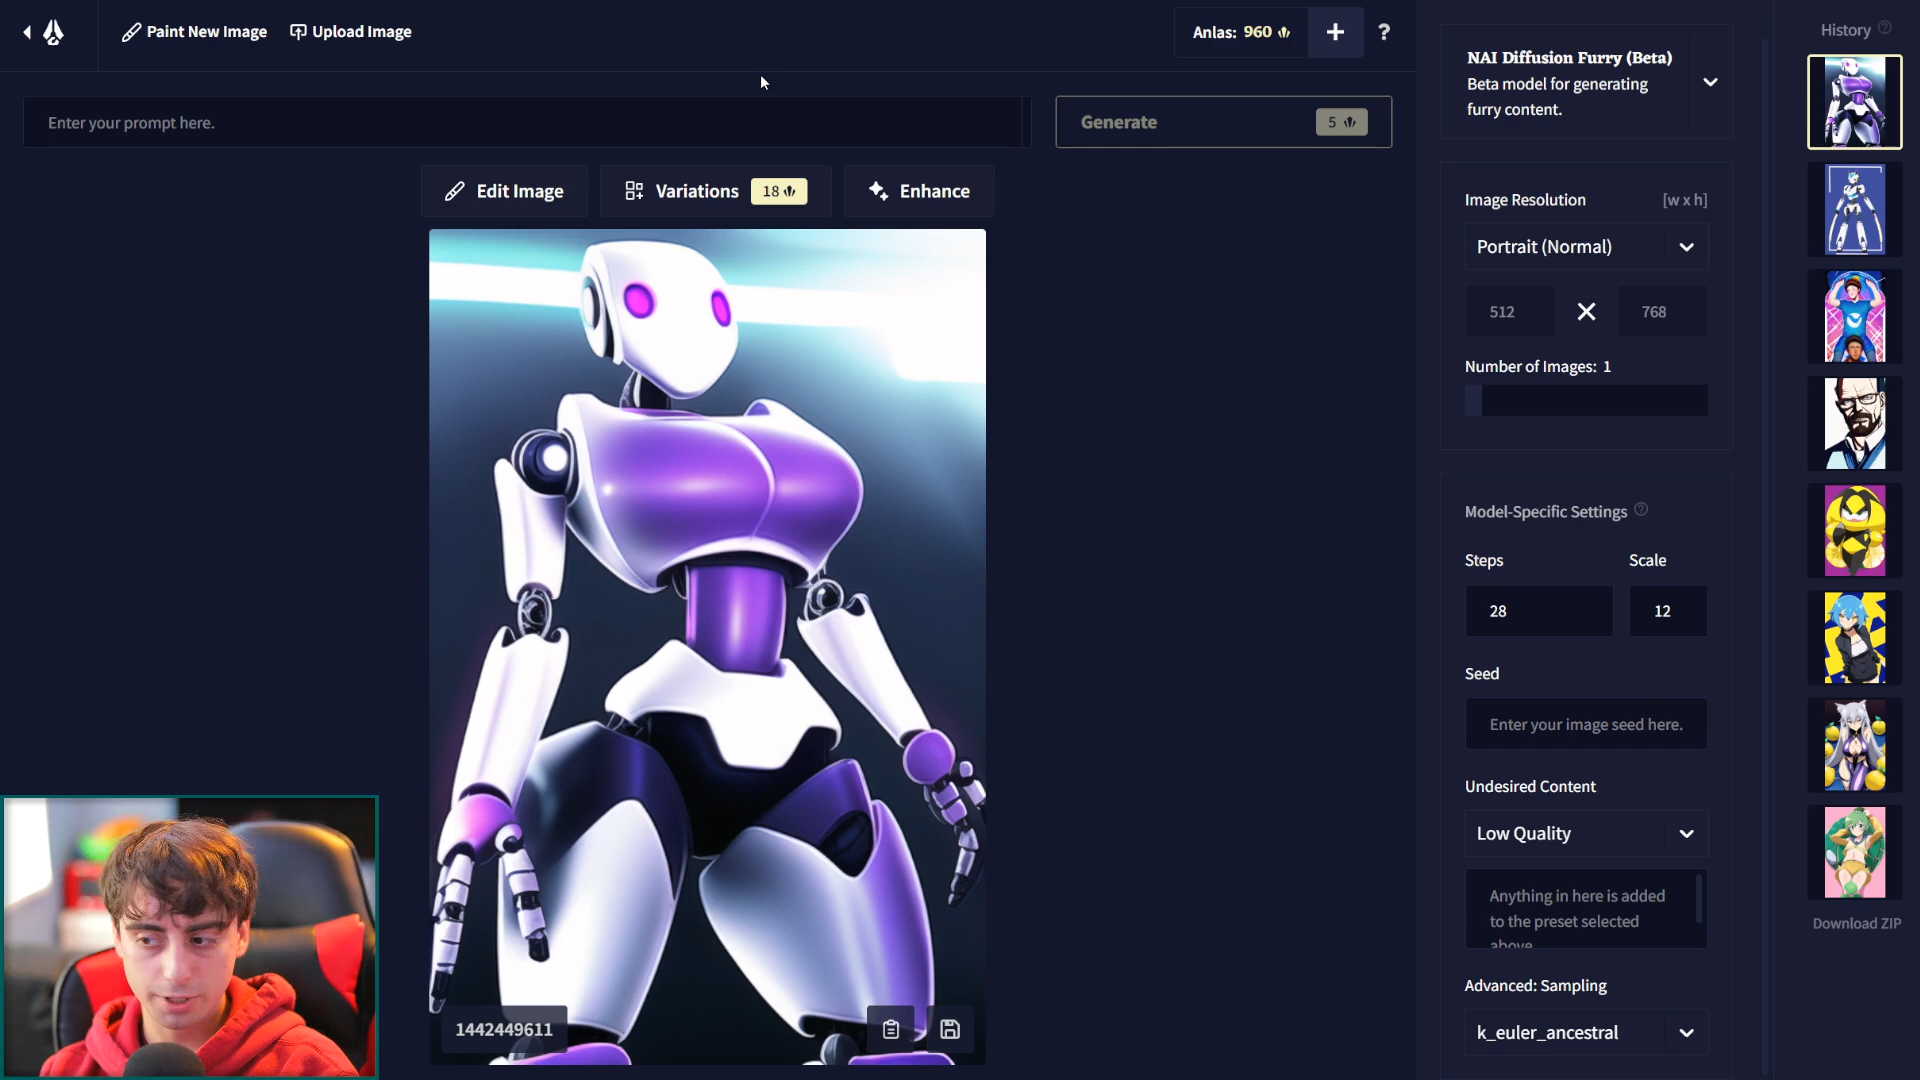 Paint New Image
Upload Image
Anlas: 960
?
Enter your prompt here.
Generate
5
Edit Image
Variations
18
Enhance
1442449611
NAI Diffusion Furry (Beta)
Beta model for generating
furry content.
Image Resolution
[w x h]
Portrait (Normal)
512
768
Number of Images: 1
Model-Specific Settings
Steps
Scale
28
12
Seed
Enter your image seed here.
Undesired Content
Low Quality
Anything in here is added
to the preset selected
above
Advanced: Sampling
k_euler_ancestral
History
Download ZIP